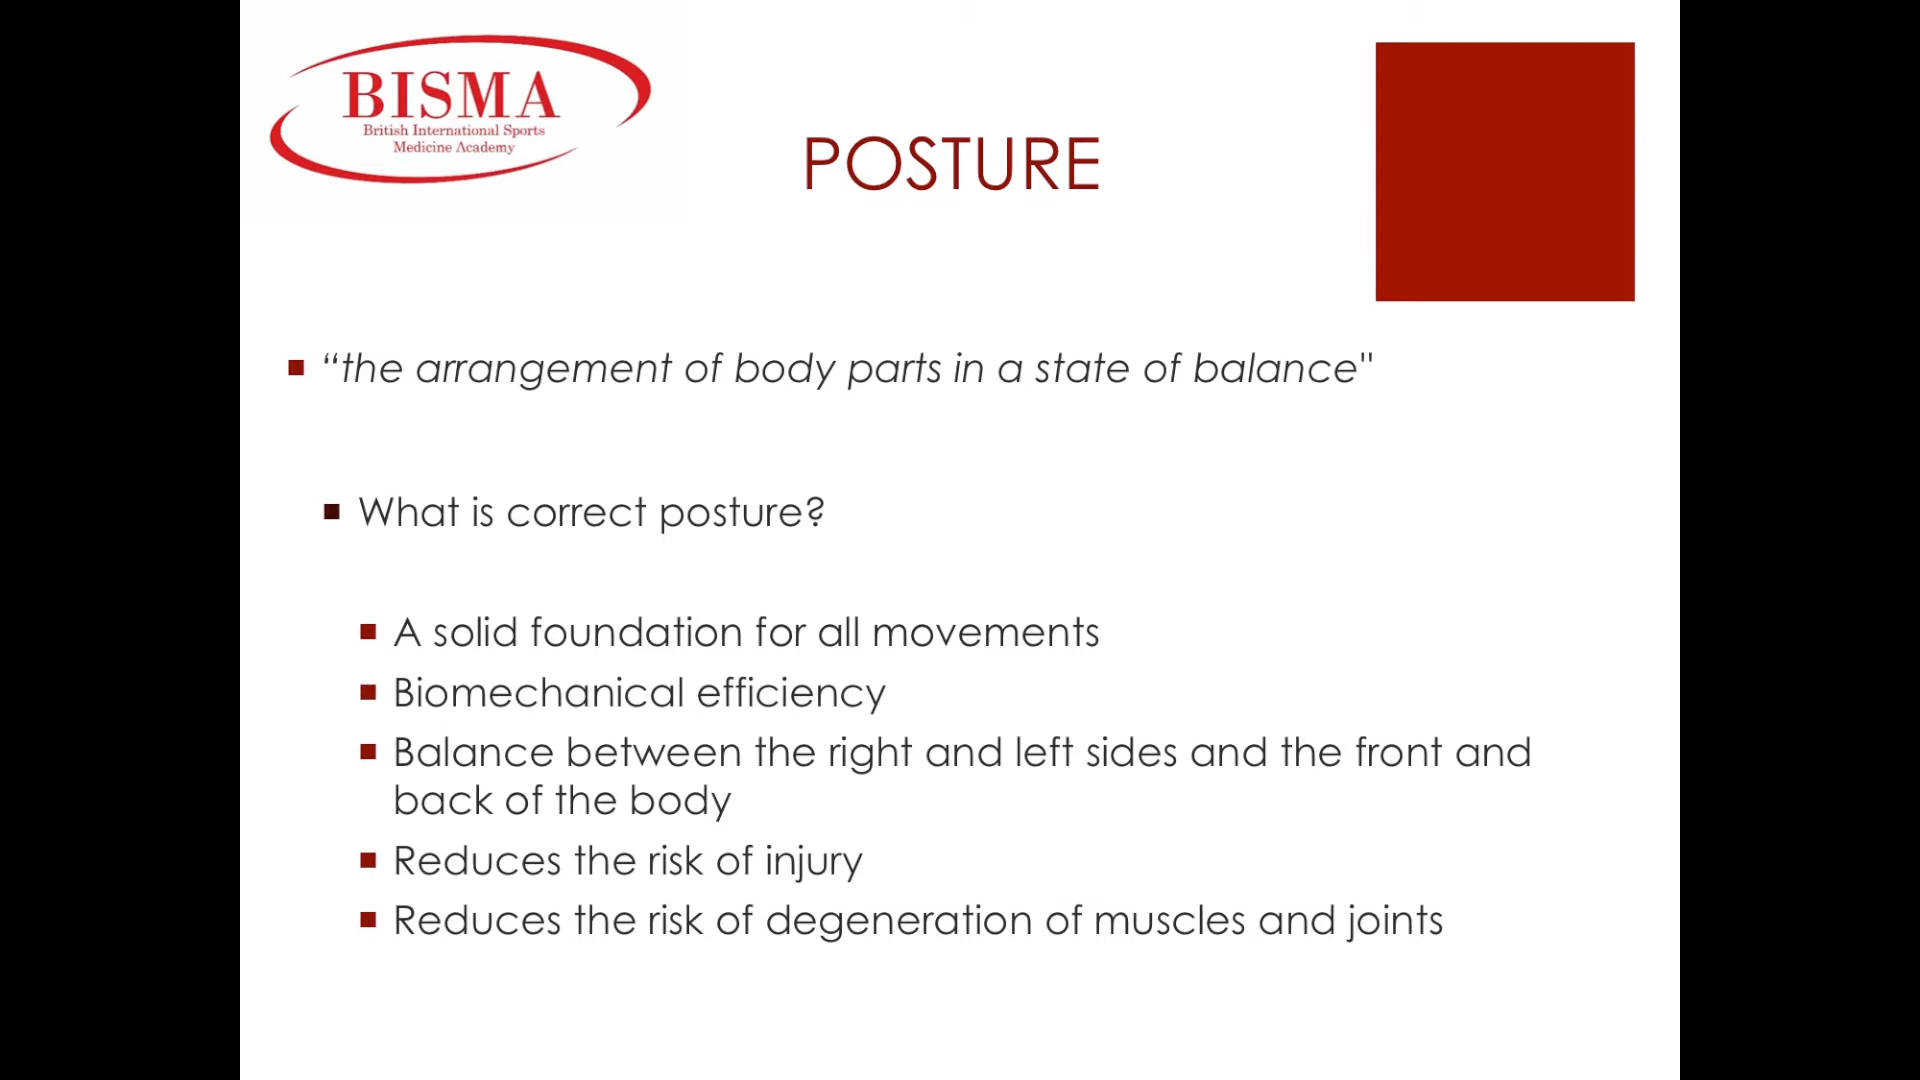 BISMA
British International Sports
Medicine Academy
POSTURE
“the arrangement of body parts in a state of balance"
What is correct posture?
A solid foundation for all movements
Biomechanical efficiency
Balance between the right and left sides and the front and
back of the body
Reduces the risk of injury
Reduces the risk of degeneration of muscles and joints